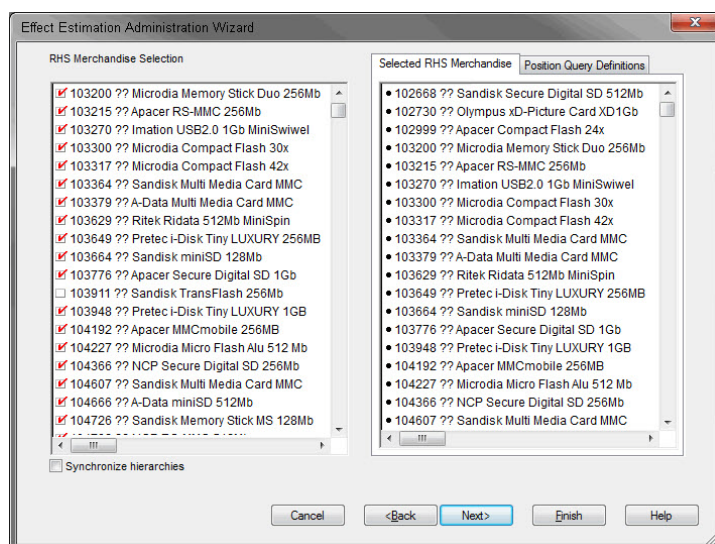 Effect Estimation Administration Wizard
RHS Merchandise Selection
103200 ?? Microdia Memory Stick Duo 256Mb
103215 ?? Apacer RS-MMC 256Mb
103270 ?? Imation USB2.0 1Gb MiniSwiwel
103300 ?? Microdia Compact Flash 30x
103317 ?? Microdia Compact Flash 42x
103364 ?? Sandisk Multi Media Card MMC
103379 ?? A-Data Multi Media Card MMC
103629 ?? Ritek Ridata 512Mb MiniSpin
103649 ?? Pretec i-Disk Tiny LUXURY 256MB
103664 ?? Sandisk miniSD 128Mb
103776 ?? Apacer Secure Digital SD 1Gb
103911 ?? Sandisk TransFlash 256Mb
103948 ?? Pretec i-Disk Tiny LUXURY 1GB
104192 ?? Apacer MMCmobile 256MB
104227 ?? Microdia Micro Flash Alu 512 Mb
104366 ?? NCP Secure Digital SD 256Mb
104607 ?? Sandisk Multi Media Card MMC
104666 ?? A-Data miniSD 512Mb
104726 ?? Sandisk Memory Stick MS 128Mb
Synchronize hierarchies
Selected RHS Merchandise
Position Query Definitions
102668 ?? Sandisk Secure Digital SD 512Mb
102730 ?? Olympus xD-Picture Card XD1Gb
102999 ?? Apacer Compact Flash 24x
103200 ?? Microdia Memory Stick Duo 256Mb
103215 ?? Apacer RS-MMC 256Mb
103270 ?? Imation USB2.0 1Gb MiniSwiwel
103300 ?? Microdia Compact Flash 30x
103317 ?? Microdia Compact Flash 42x
103364 ?? Sandisk Multi Media Card MMC
103379 ?? A-Data Multi Media Card MMC
103629 ?? Ritek Ridata 512Mb MiniSpin
103649 ?? Pretec i-Disk Tiny LUXURY 256MB
103664 ?? Sandisk miniSD 128Mb
103776 ?? Apacer Secure Digital SD 1Gb
103948 ?? Pretec i-Disk Tiny LUXURY 1GB
104192 ?? Apacer MMCmobile 256MB
104227 ?? Microdia Micro Flash Alu 512 Mb
104366 ?? NCP Secure Digital SD 256Mb
104607 ?? Sandisk Multi Media Card MMC
Cancel
<Back
Next>
Finish
Help